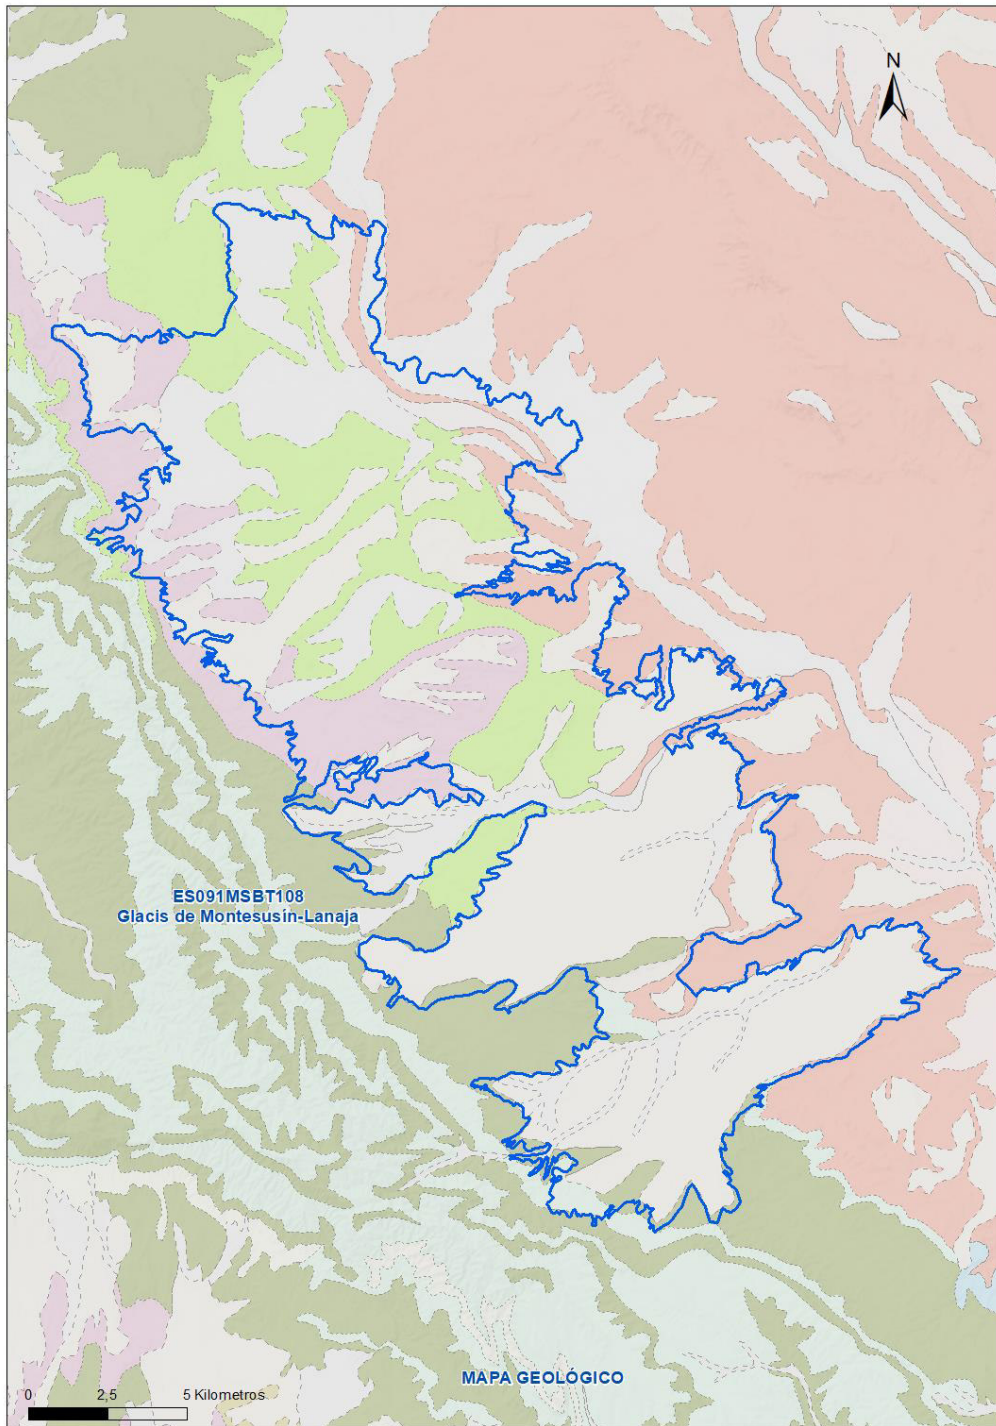 N
ES091MSBT108
Glacis de Montesusín-Lanaja
MAPA GEOLÓGICO
0 2,5 5 Kilometros